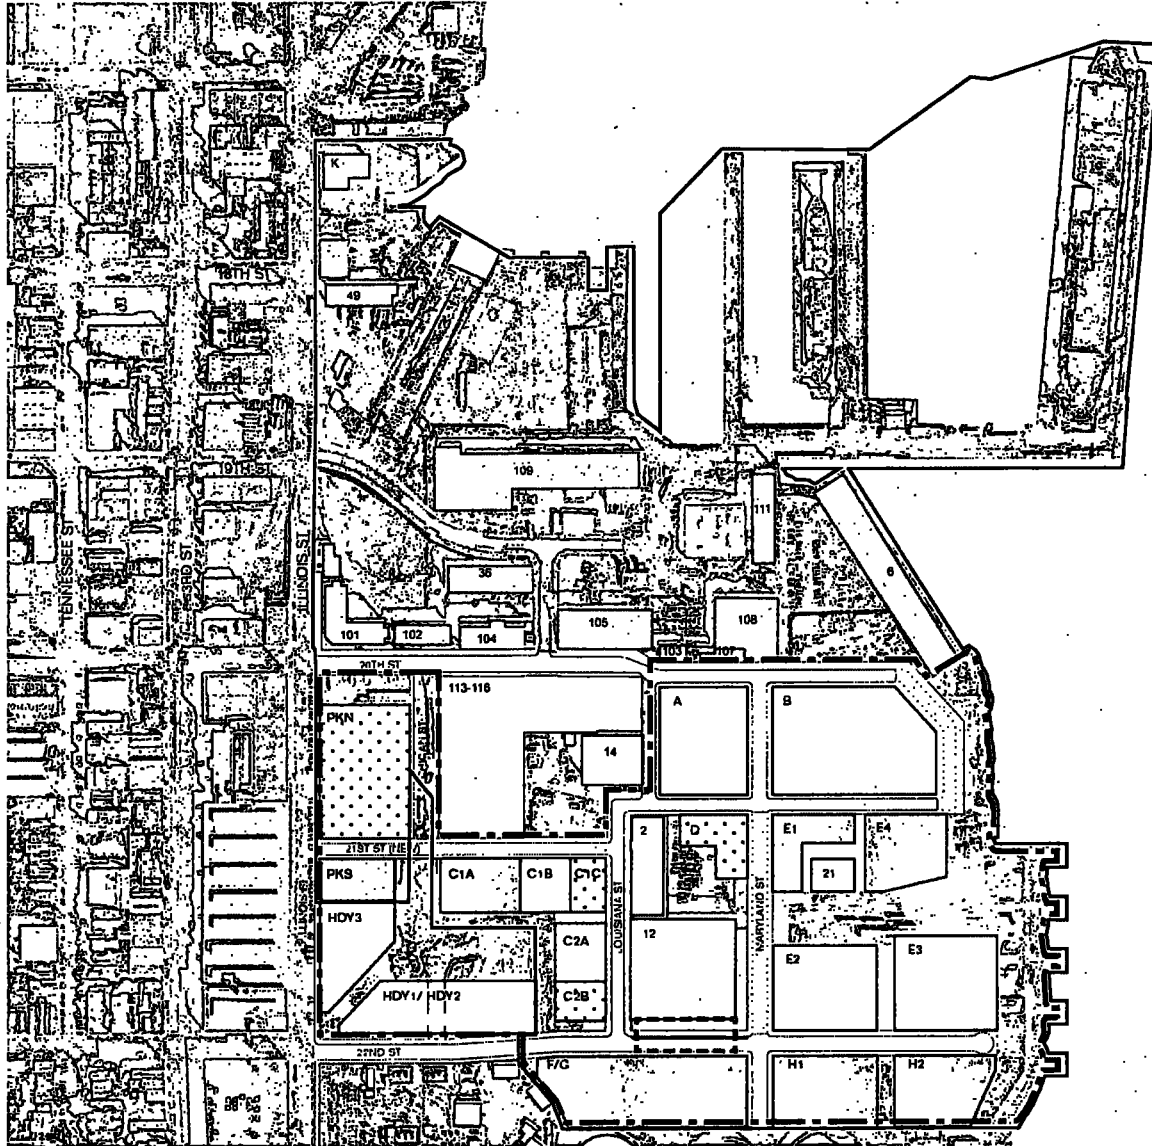 K
18TH ST
49
19TH ST
109
111
TENNESSEE ST
3RD ST
ILLINOIS ST
6
36
105
108
101
102
104
103
107
20TH ST
113-116
A
B
PKN
14
2
D
E1
E4
21ST ST (NEW)
21
PKS
C1A
C1B
C1C
LOUISIANA ST
MARYLAND ST
HDY3
12
C2A
E2
E3
HDY1/ HDY2
C2B
22ND ST
F/G
H1
H2